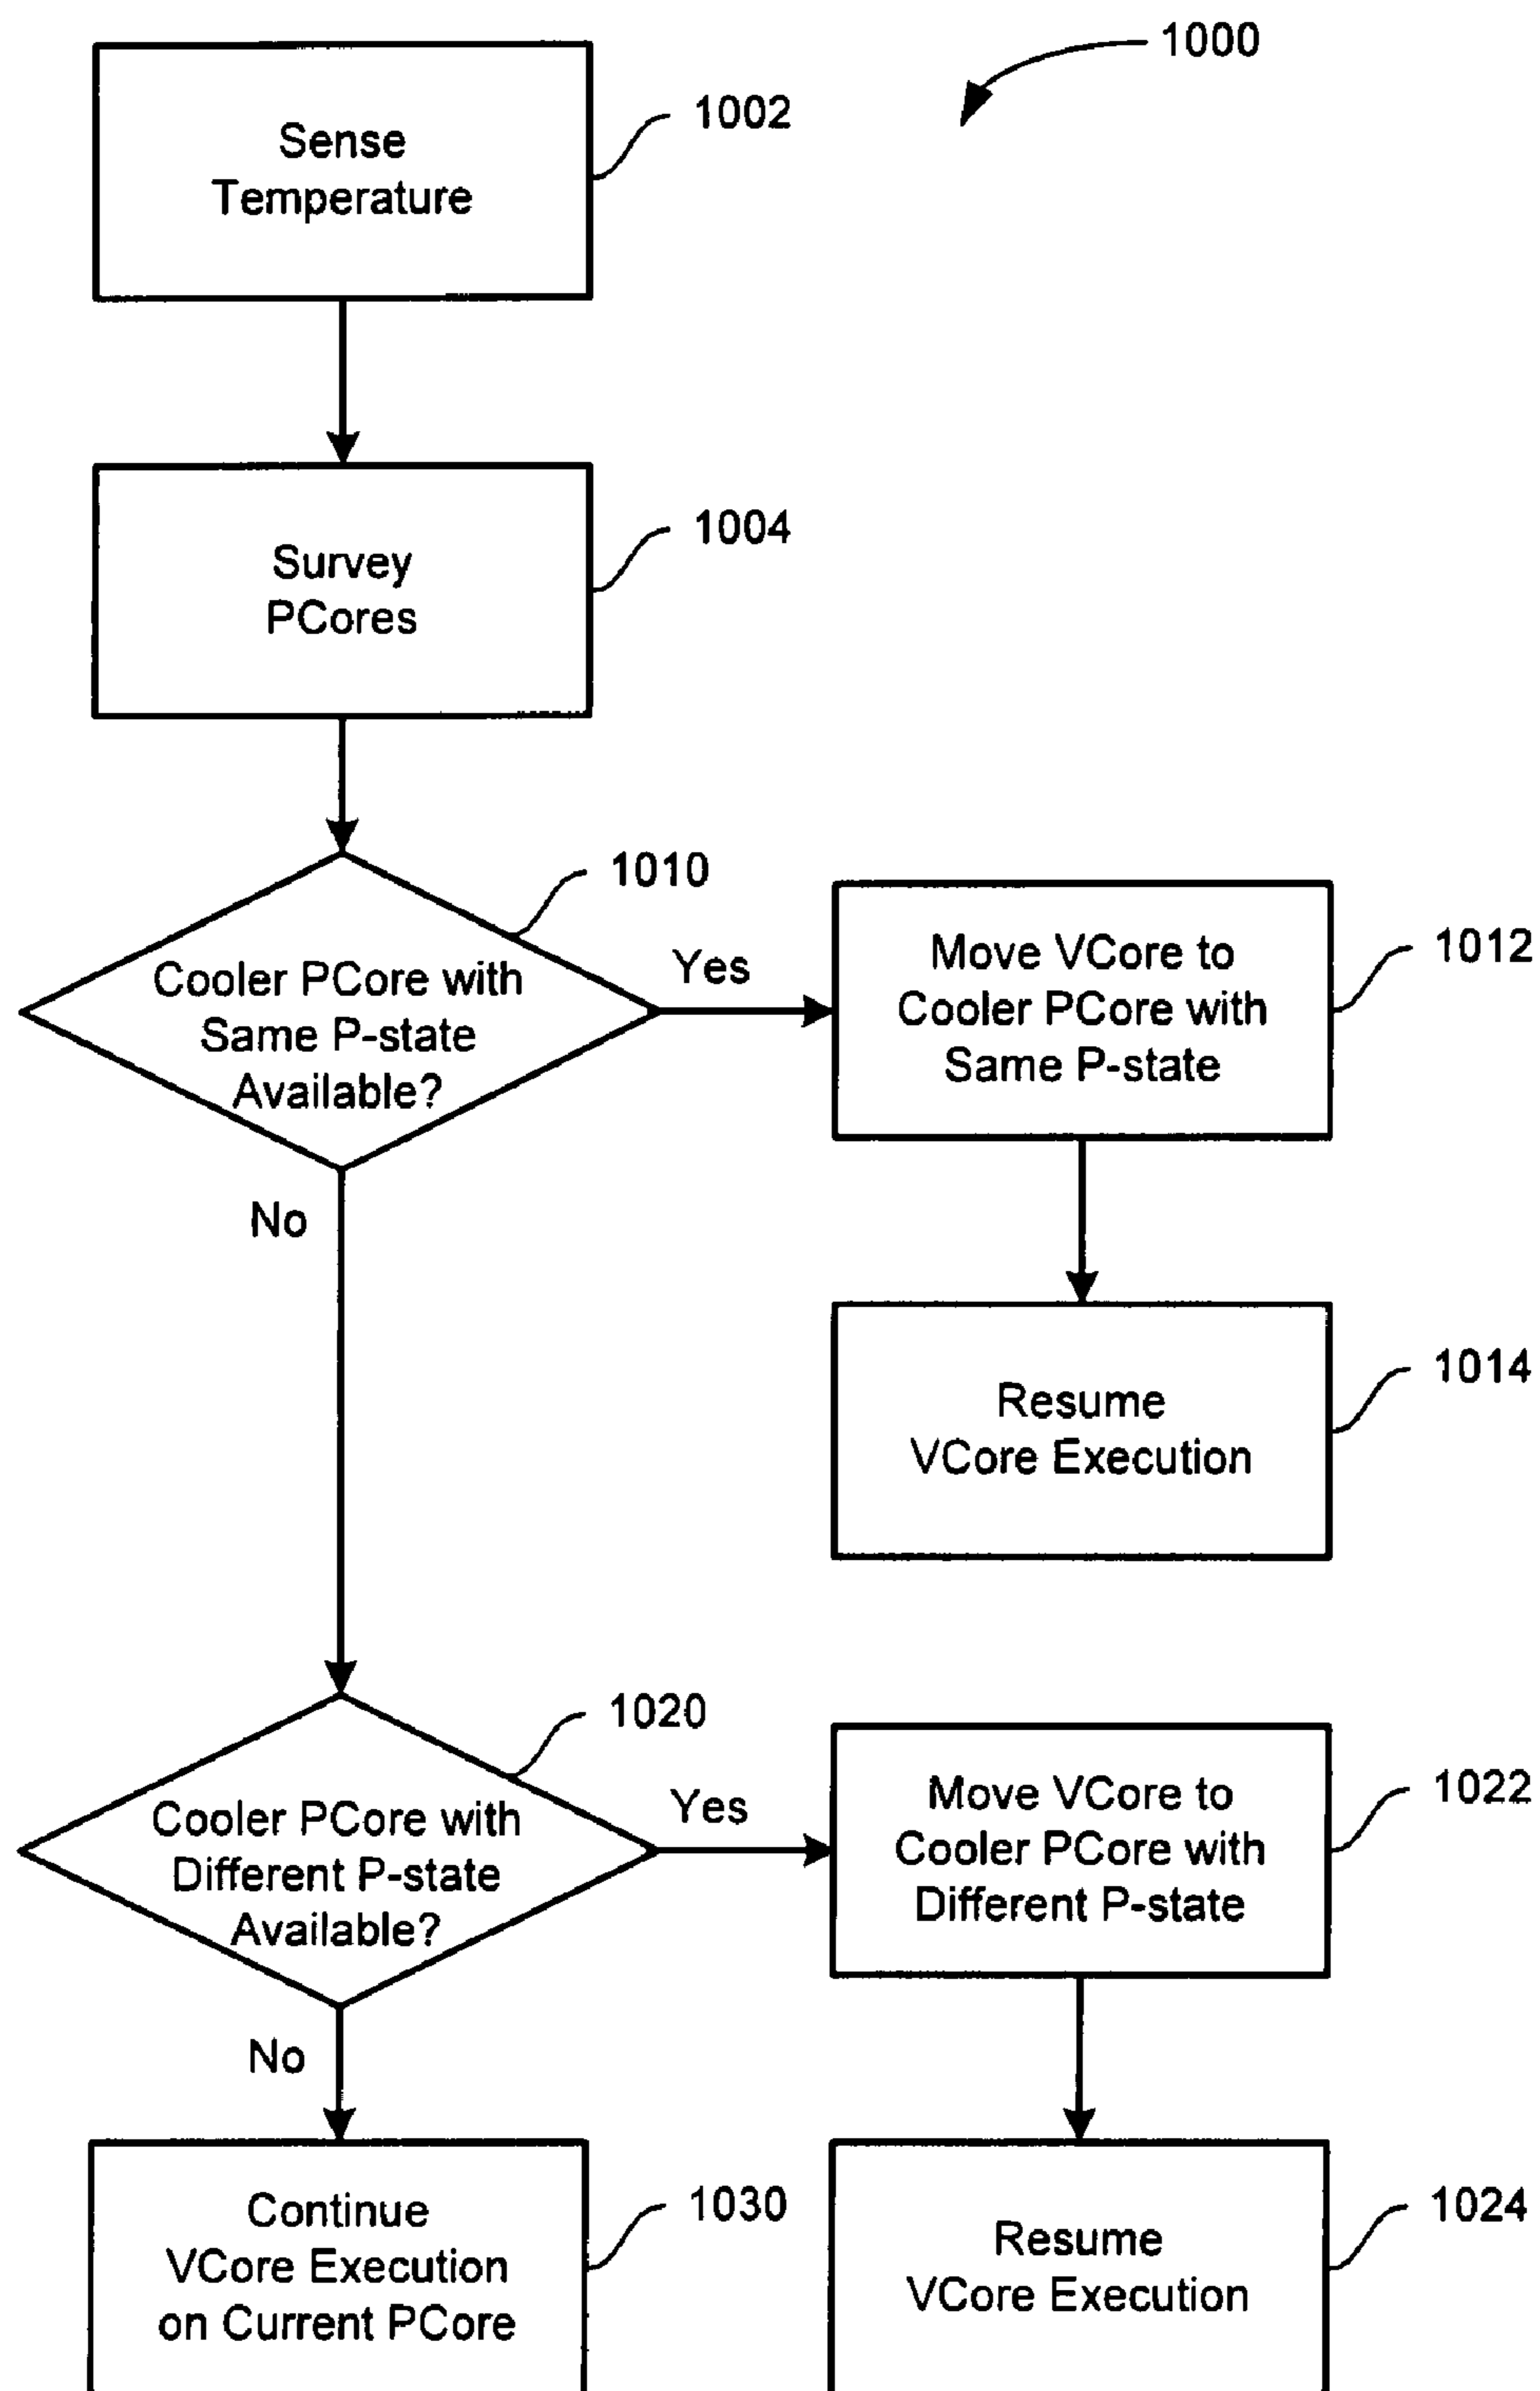 1000
Sense
Temperature
1002
Survey
PCores
1004
1010
Cooler PCore with
Same P-state
Available?
Yes
Move VCore to
Cooler PCore with
Same P-state
1012
No
Resume
VCore Execution
1014
1020
Cooler PCore with
Different P-state
Available?
Yes
Move VCore to
Cooler PCore with
Different P-state
1022
No
Continue
VCore Execution
on Current PCore
1030
Resume
VCore Execution
1024